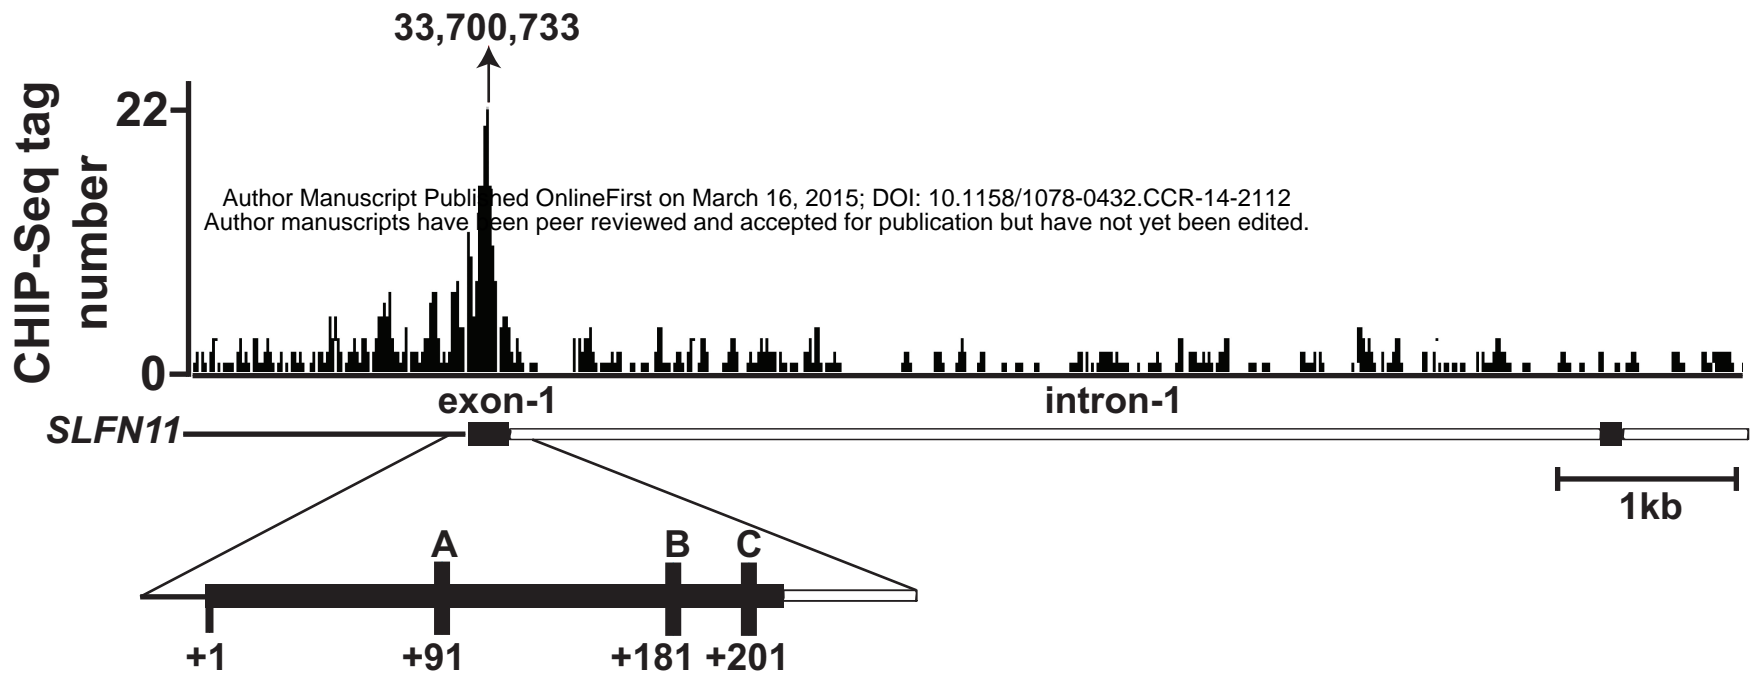 33,700,733
CHIP-Seq tag
number
22
0
Author Manuscript Published OnlineFirst on March 16, 2015; DOI: 10.1158/1078-0432.CCR-14-2112
Author manuscripts have been peer reviewed and accepted for publication but have not yet been edited.
exon-1
intron-1
SLFN11
1kb
A
B
C
+1
+91
+181
+201